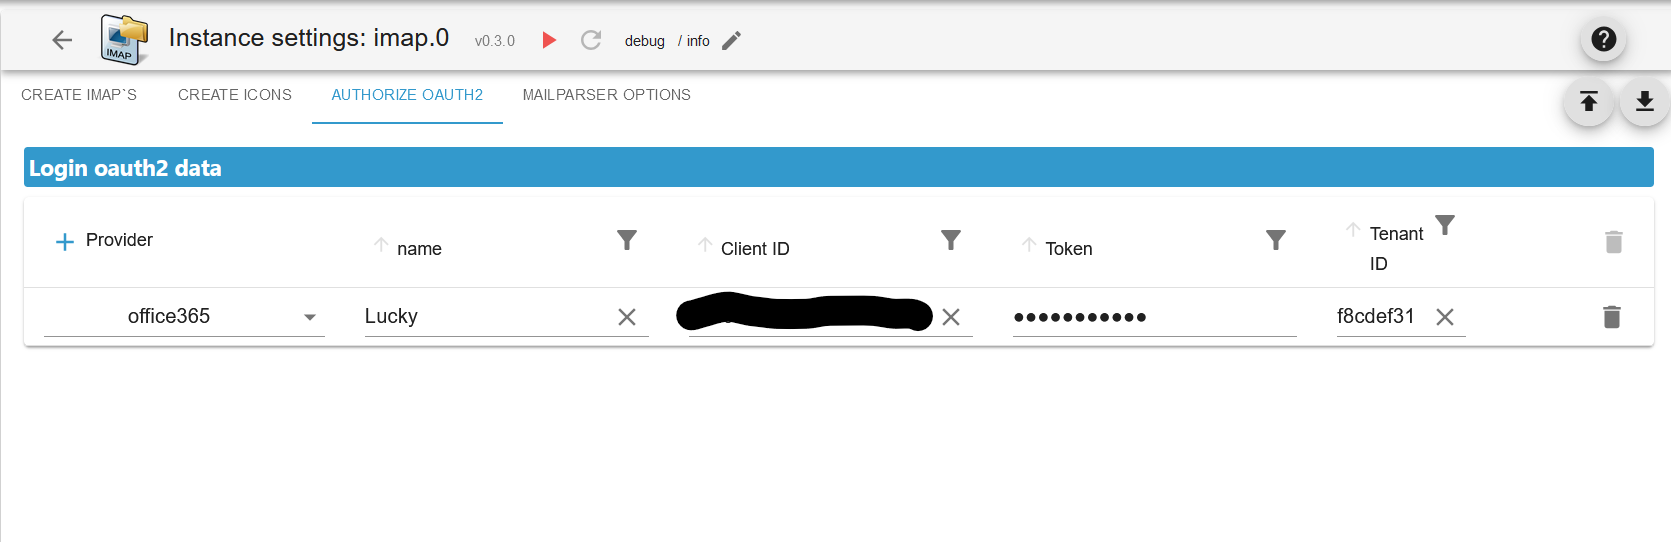 IMAP
Instance settings: imap.0 v0.3.0 debug / info
CREATE IMAP`S CREATE ICONS AUTHORIZE OAUTH2 MAILPARSER OPTIONS
Login oauth2 data
Provider name Client ID Token Tenant ID
office365 Lucky ••••••••••• f8cdef31